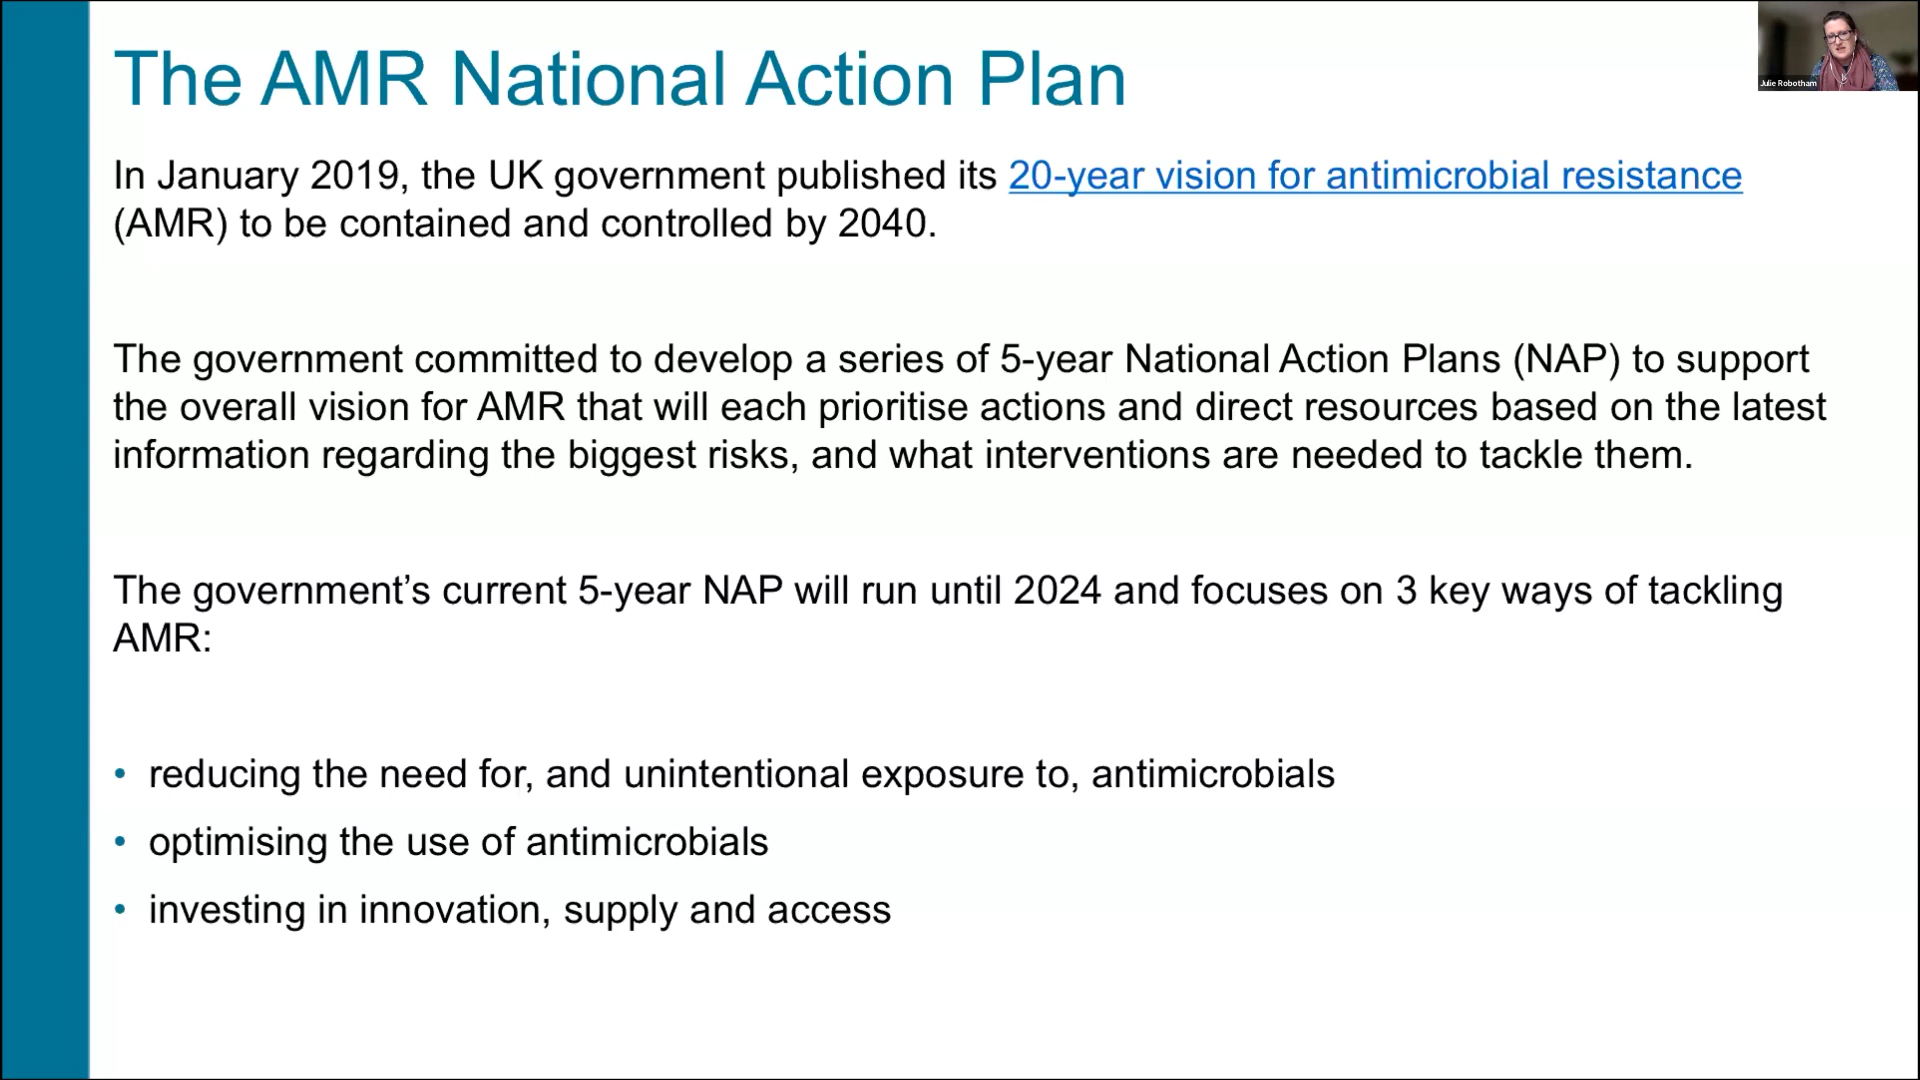 The AMR National Action Plan
Julie Robotham
In January 2019, the UK government published its 20-year vision for antimicrobial resistance
(AMR) to be contained and controlled by 2040.
The government committed to develop a series of 5-year National Action Plans (NAP) to support
the overall vision for AMR that will each prioritise actions and direct resources based on the latest
information regarding the biggest risks, and what interventions are needed to tackle them.
The government’s current 5-year NAP will run until 2024 and focuses on 3 key ways of tackling
AMR:
• reducing the need for, and unintentional exposure to, antimicrobials
• optimising the use of antimicrobials
• investing in innovation, supply and access